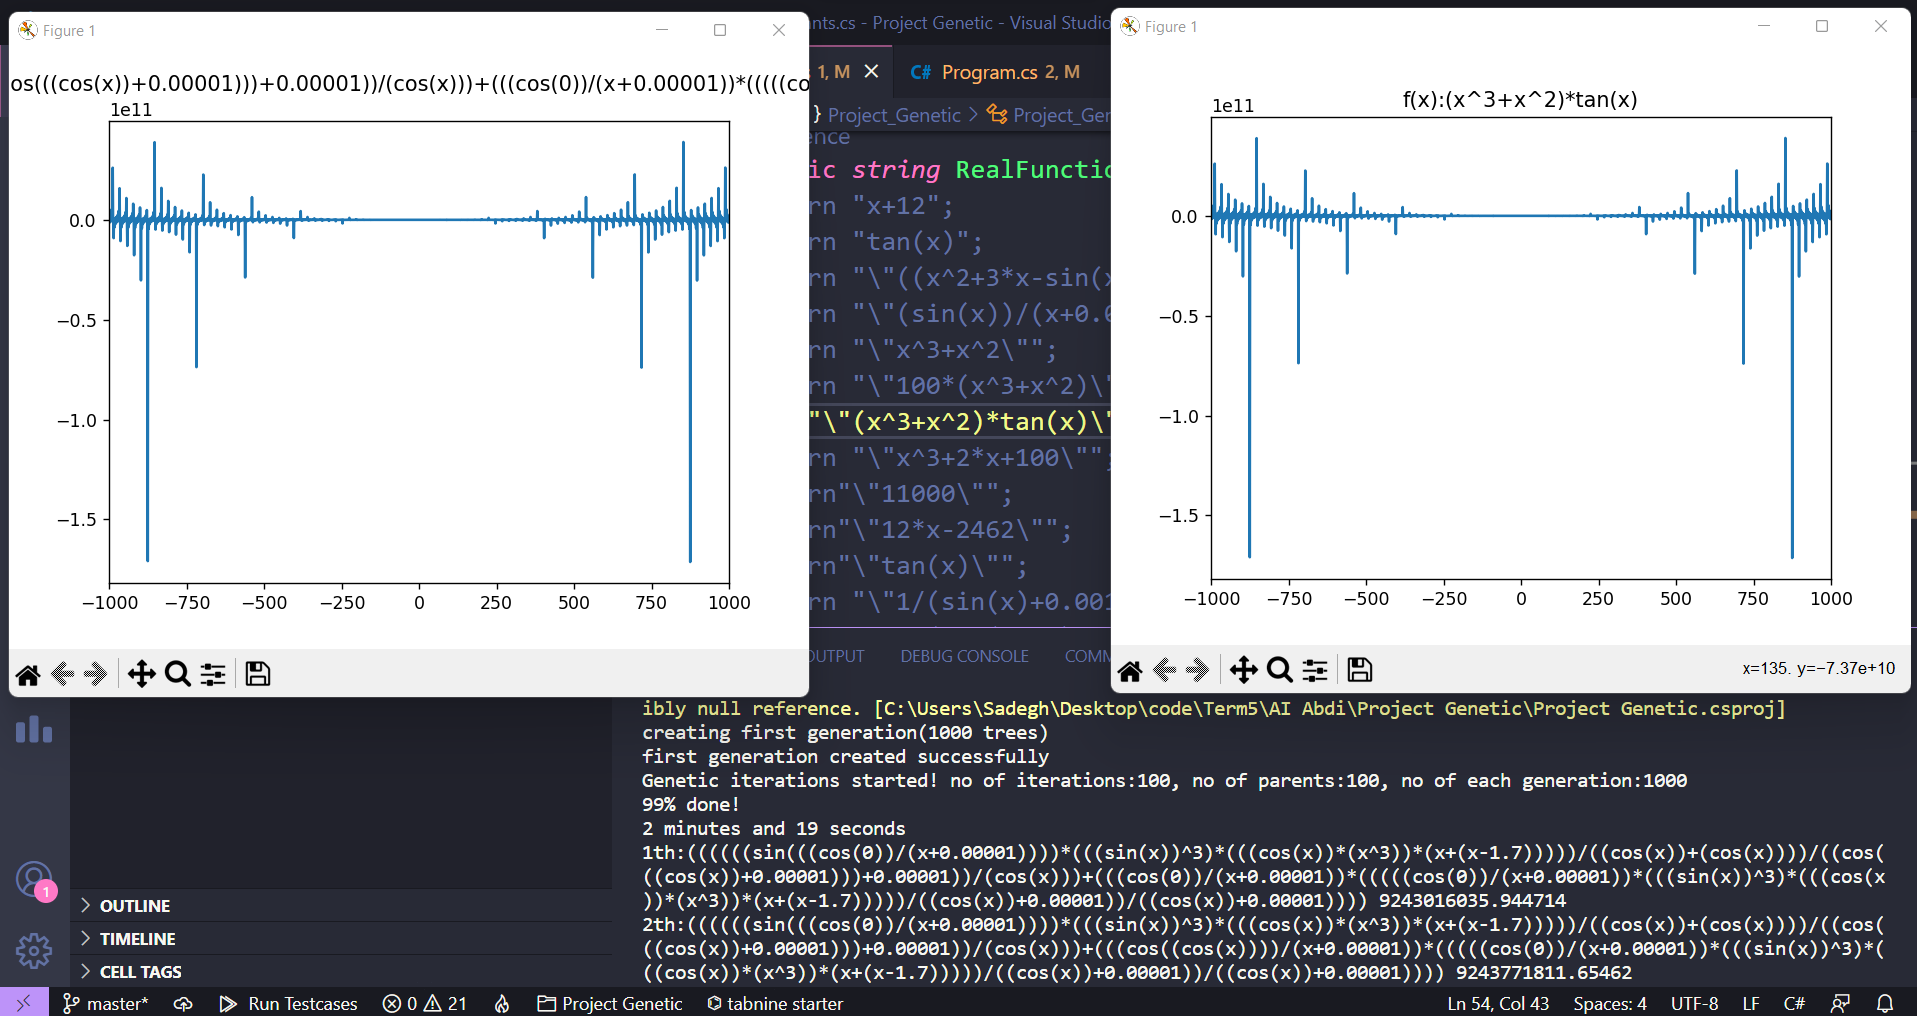 Figure 1
os(((cos(x))+0.00001)))+0.00001))/(cos(x)))+(((cos(0))/(x+0.00001))*(((((co
1e11
0.0
−0.5
−1.0
−1.5
−1000 −750 −500 −250 0 250 500 750 1000
nts.cs - Project Genetic - Visual Studio
1, M
C# Program.cs 2, M
} Project_Genetic > Project_Ger
ence
ic string RealFunctio
rn "x+12";
rn "tan(x)";
rn "\"((x^2+3*x-sin(x
rn "\"(sin(x))/(x+0.0
rn "\"x^3+x^2\"";
rn "\"100*(x^3+x^2)\"
"\"(x^3+x^2)*tan(x)\"
rn "\"x^3+2*x+100\"";
rn"\"11000\"";
rn"\"12*x-2462\"";
rn"\"tan(x)\"";
rn "\"1/(sin(x)+0.001
OUTPUT DEBUG CONSOLE COMM
Figure 1
f(x):(x^3+x^2)*tan(x)
1e11
0.0
−0.5
−1.0
−1.5
−1000 −750 −500 −250 0 250 500 750 1000
x=135. y=−7.37e+10
ibly null reference. [C:\Users\Sadegh\Desktop\code\Term5\AI Abdi\Project Genetic\Project Genetic.csproj]
creating first generation(1000 trees)
first generation created successfully
Genetic iterations started! no of iterations:100, no of parents:100, no of each generation:1000
99% done!
2 minutes and 19 seconds
1th:((((((sin(((cos(0))/(x+0.00001))))*(((sin(x))^3)*(((cos(x))*(x^3))*(x+(x-1.7)))))/((cos(x))+(cos(x))))/((cos(
((cos(x))+0.00001)))+0.00001))/(cos(x)))+(((cos(0))/(x+0.00001))*(((((cos(0))/(x+0.00001))*(((sin(x))^3)*(((cos(x
))*(x^3))*(x+(x-1.7)))))/((cos(x))+0.00001))/((cos(x))+0.00001)))) 9243016035.944714
2th:((((((sin(((cos(0))/(x+0.00001))))*(((sin(x))^3)*(((cos(x))*(x^3))*(x+(x-1.7)))))/((cos(x))+(cos(x))))/((cos(
((cos(x))+0.00001)))+0.00001))/(cos(x)))+(((cos((cos(x))))/(x+0.00001))*(((((cos(0))/(x+0.00001))*(((sin(x))^3)*(
((cos(x))*(x^3))*(x+(x-1.7)))))/((cos(x))+0.00001))/((cos(x))+0.00001)))) 9243771811.65462
1
OUTLINE
TIMELINE
CELL TAGS
master* Run Testcases 0 21 Project Genetic tabnine starter Ln 54, Col 43 Spaces: 4 UTF-8 LF C#